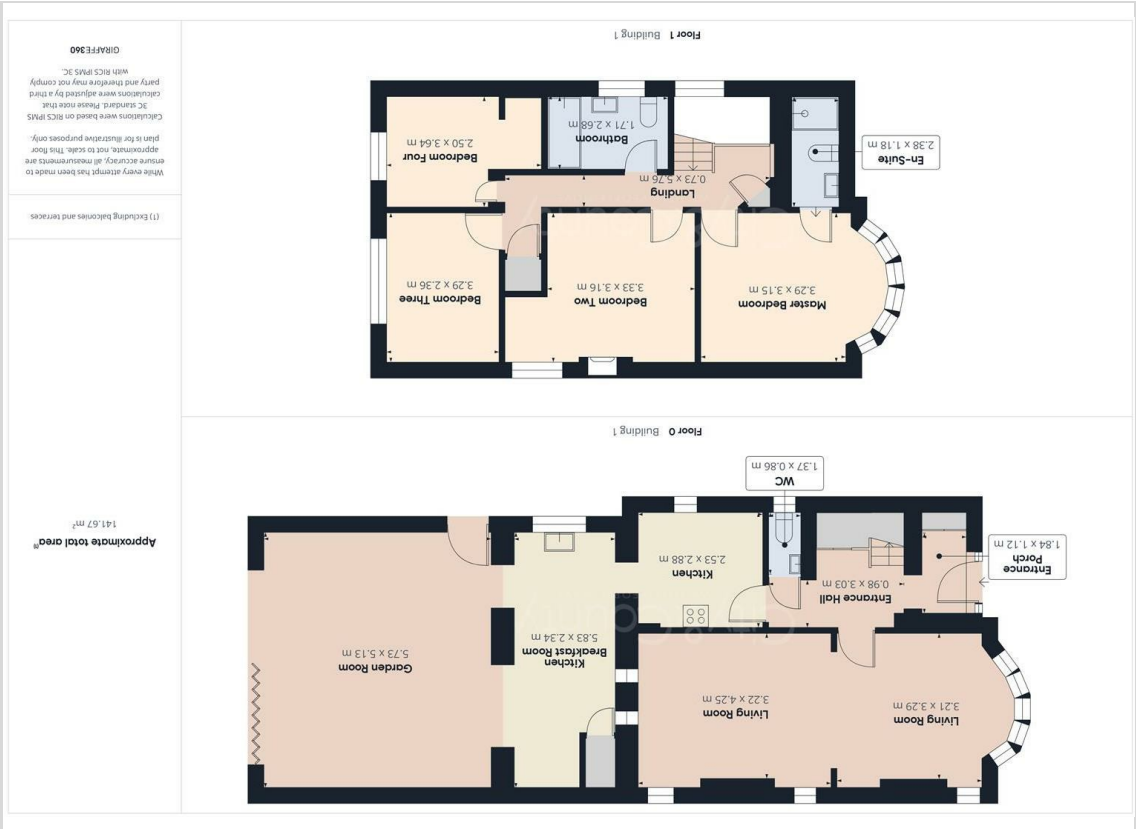 Living Room
3.21 x 3.29 m
Living Room
3.22 x 4.25 m
Kitchen
Breakfast Room
5.83 x 2.34 m
Garden Room
5.73 x 5.13 m
Entrance
Porch
1.84 x 1.12 m
Entrance Hall
0.98 x 3.03 m
Kitchen
2.53 x 2.88 m
WC
1.37 x 0.86 m
Floor 0 Building 1
Master Bedroom
3.29 x 3.15 m
Bedroom Two
3.33 x 3.16 m
Bedroom Three
3.29 x 2.36 m
Landing
0.73 x 5.76 m
En-Suite
2.38 x 1.18 m
Bathroom
1.71 x 2.68 m
Bedroom Four
2.50 x 3.64 m
Floor 1 Building 1
Approximate total area⁽¹⁾
141.67 m²
(1) Excluding balconies and terraces
While every attempt has been made to
ensure accuracy, all measurements are
approximate, not to scale. This floor
plan is for illustrative purposes only.
Calculations were based on RICS IPMS
3C standard. Please note that
calculations were adjusted by a third
party and therefore may not comply
with RICS IPMS 3C.
GIRAFFE360